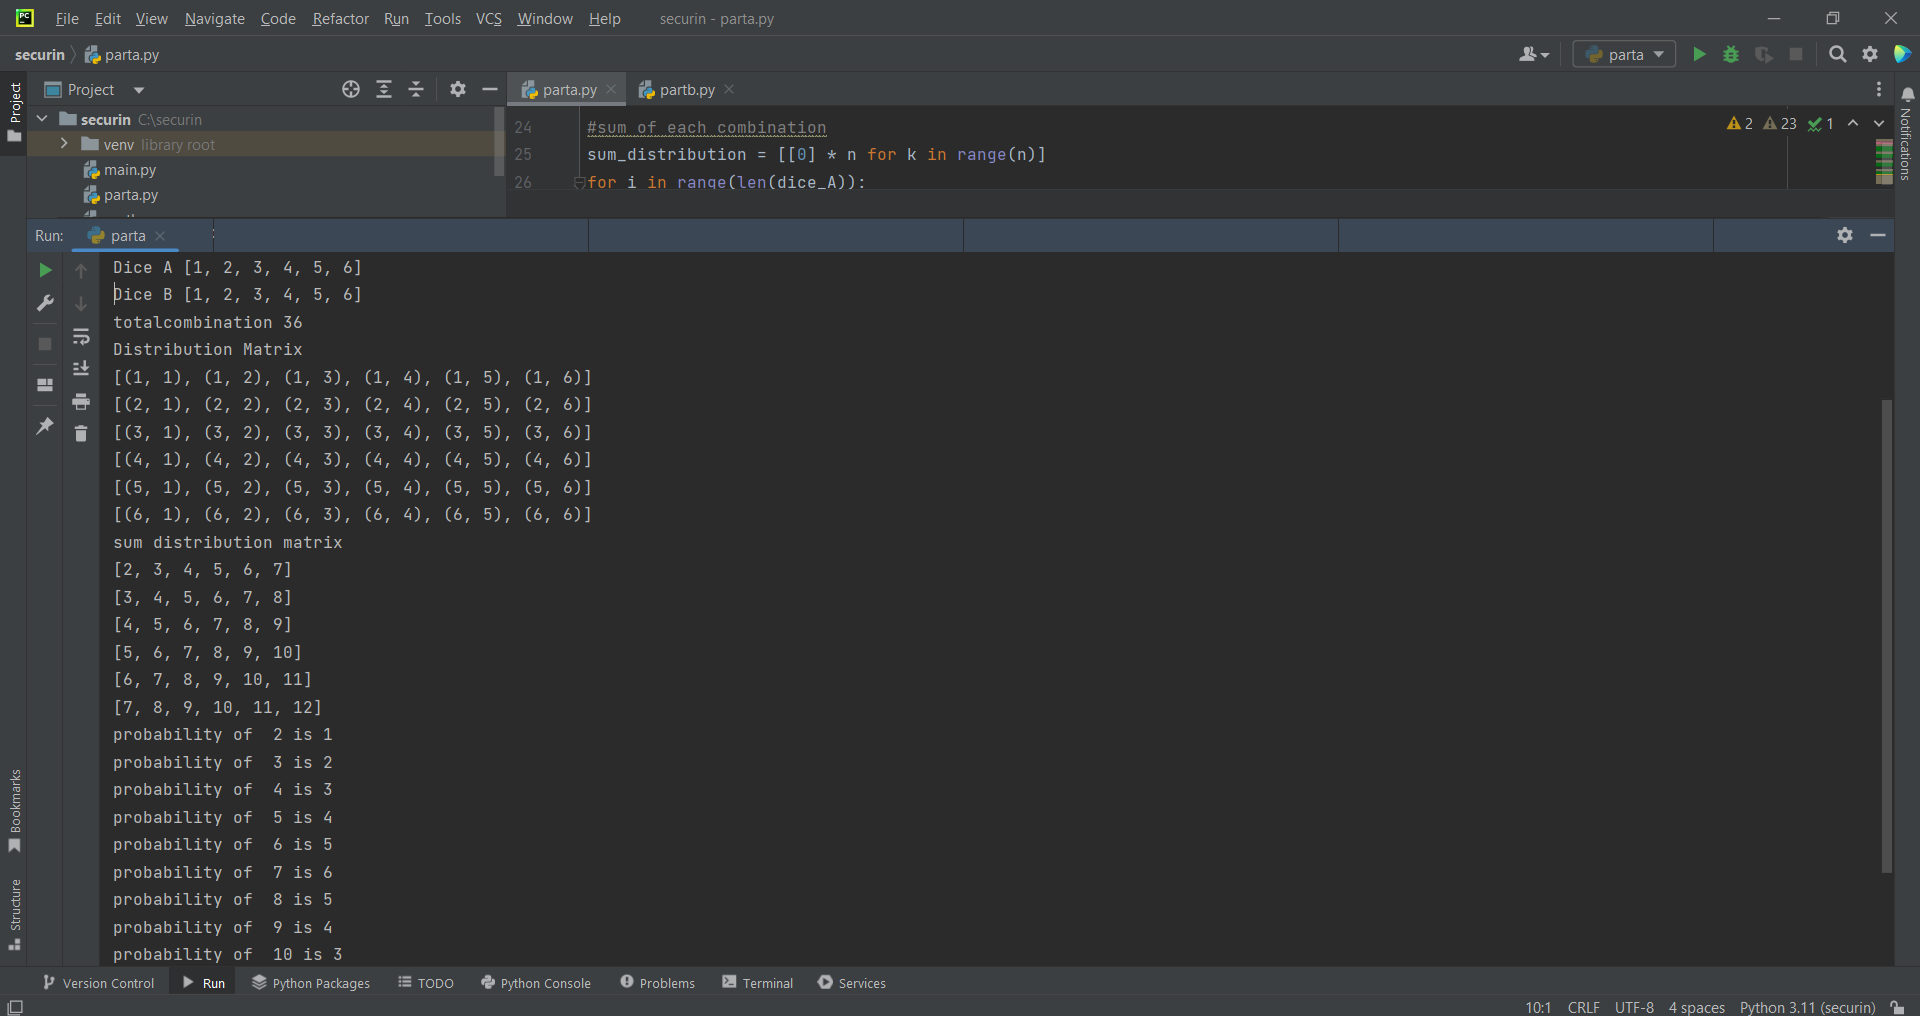 PC File Edit View Navigate Code Refactor Run Tools VCS Window Help securin - parta.py
securin parta.py parta
Project
Project parta.py partb.py
securin C:\securin
venv library root
main.py
parta.py
24 #sum of each combination
25 sum_distribution = [[0] * n for k in range(n)]
26 for i in range(len(dice_A)):
2 23 1
Notifications
Run: parta
Dice A [1, 2, 3, 4, 5, 6]
Dice B [1, 2, 3, 4, 5, 6]
totalcombination 36
Distribution Matrix
[(1, 1), (1, 2), (1, 3), (1, 4), (1, 5), (1, 6)]
[(2, 1), (2, 2), (2, 3), (2, 4), (2, 5), (2, 6)]
[(3, 1), (3, 2), (3, 3), (3, 4), (3, 5), (3, 6)]
[(4, 1), (4, 2), (4, 3), (4, 4), (4, 5), (4, 6)]
[(5, 1), (5, 2), (5, 3), (5, 4), (5, 5), (5, 6)]
[(6, 1), (6, 2), (6, 3), (6, 4), (6, 5), (6, 6)]
sum distribution matrix
[2, 3, 4, 5, 6, 7]
[3, 4, 5, 6, 7, 8]
[4, 5, 6, 7, 8, 9]
[5, 6, 7, 8, 9, 10]
[6, 7, 8, 9, 10, 11]
[7, 8, 9, 10, 11, 12]
probability of  2 is 1
probability of  3 is 2
probability of  4 is 3
probability of  5 is 4
probability of  6 is 5
probability of  7 is 6
probability of  8 is 5
probability of  9 is 4
probability of  10 is 3
Bookmarks
Structure
Version Control Run Python Packages TODO Python Console Problems Terminal Services
10:1 CRLF UTF-8 4 spaces Python 3.11 (securin)